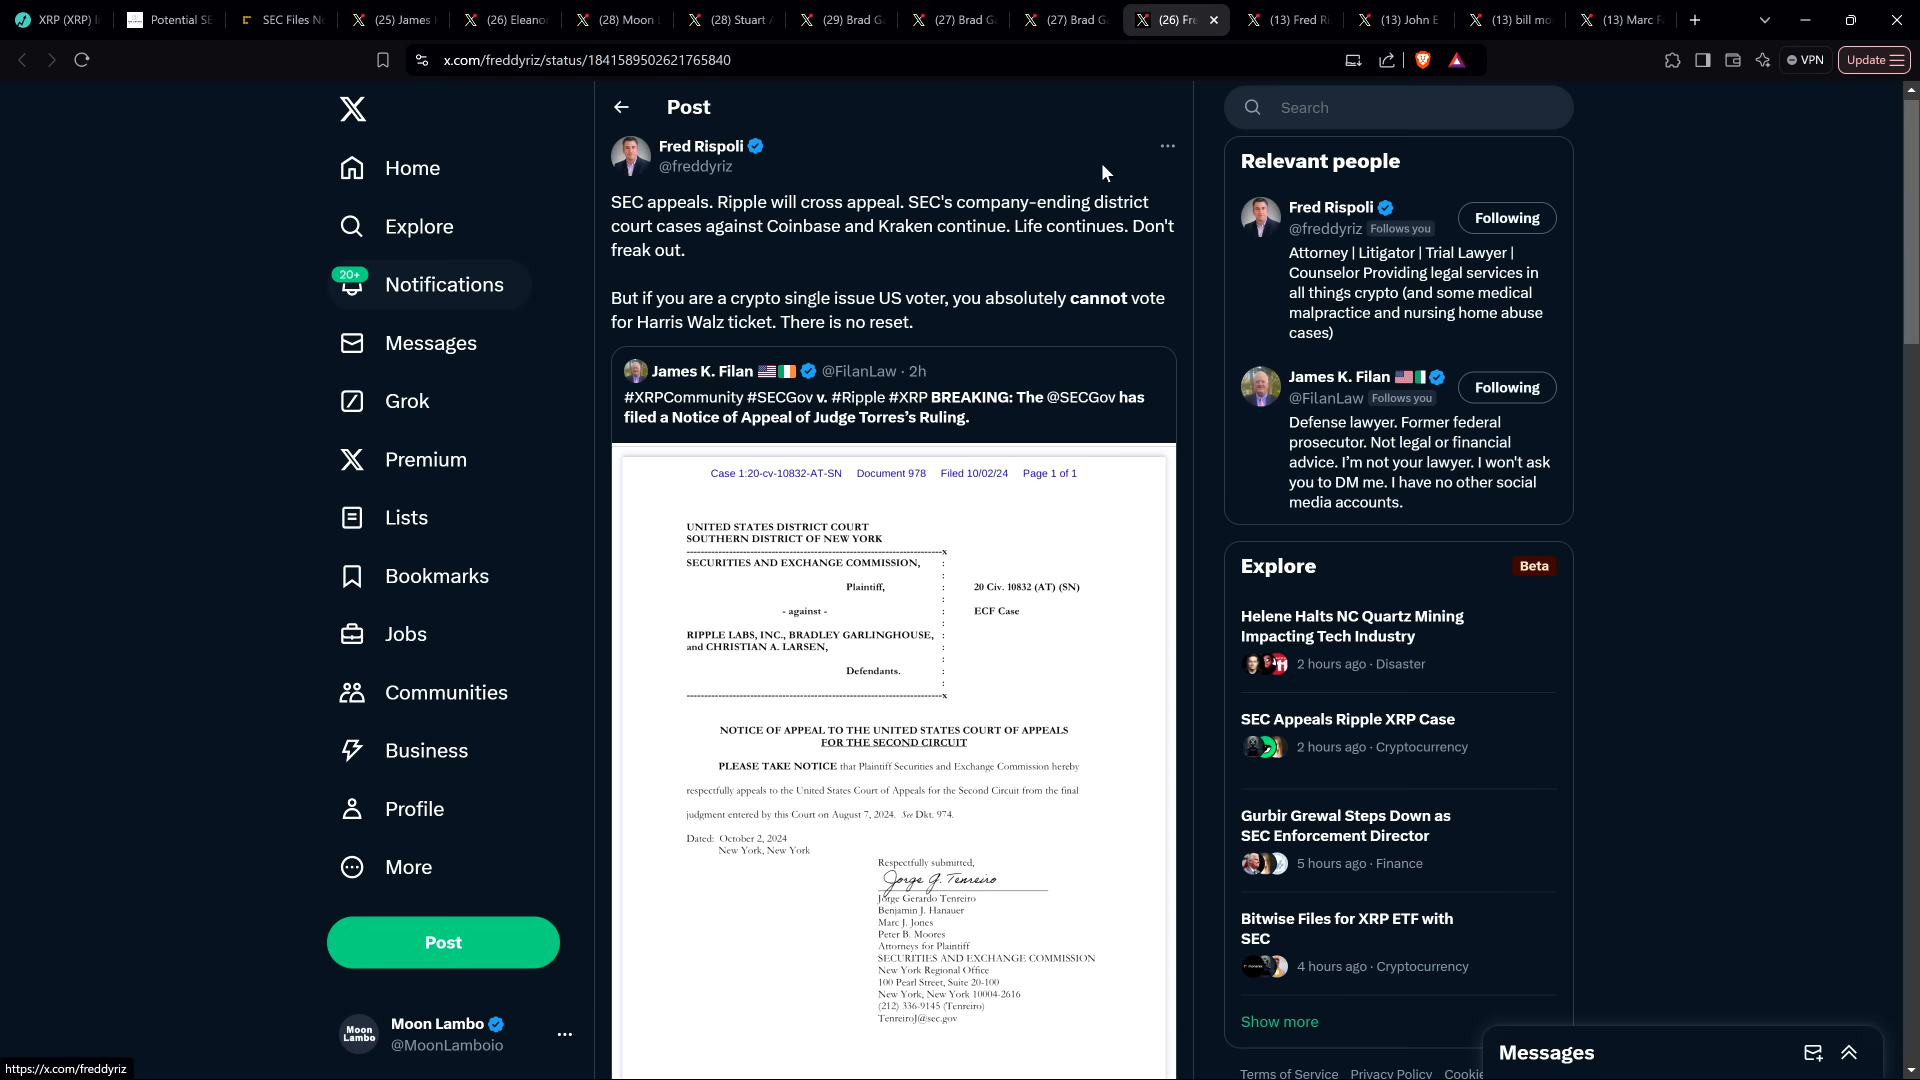 XRP (XRP) li
Potential SE
SEC Files No
(25) James
(26) Eleano
(28) Moon L
(28) Stuart A
(29) Brad Ga
(27) Brad Ga
(27) Brad Ga
(26) Fre
(13) Fred Ri
(13) John E
(13) bill mo
(13) Marc Fa
x.com/freddyriz/status/1841589502621765840
VPN
Update
Home
Explore
20+
Notifications
Messages
Grok
Premium
Lists
Bookmarks
Jobs
Communities
Business
Profile
More
Post
Moon Lambo
Moon Lambo
@MoonLamboio
https://x.com/freddyriz
Post
Fred Rispoli
@freddyriz
SEC appeals. Ripple will cross appeal. SEC's company-ending district
court cases against Coinbase and Kraken continue. Life continues. Don't
freak out.
But if you are a crypto single issue US voter, you absolutely cannot vote
for Harris Walz ticket. There is no reset.
James K. Filan 🇺🇸🇮🇪 @FilanLaw · 2h
#XRPCommunity #SECGov v. #Ripple #XRP BREAKING: The @SECGov has
filed a Notice of Appeal of Judge Torres's Ruling.
Case 1:20-cv-10832-AT-SN Document 978 Filed 10/02/24 Page 1 of 1
UNITED STATES DISTRICT COURT
SOUTHERN DISTRICT OF NEW YORK
------------------------------------------------------------------------x
SECURITIES AND EXCHANGE COMMISSION, :
Plaintiff, : 20 Civ. 10832 (AT) (SN)
- against - : ECF Case
RIPPLE LABS, INC., BRADLEY GARLINGHOUSE, :
and CHRISTIAN A. LARSEN, :
Defendants. :
------------------------------------------------------------------------x
NOTICE OF APPEAL TO THE UNITED STATES COURT OF APPEALS
FOR THE SECOND CIRCUIT
PLEASE TAKE NOTICE that Plaintiff Securities and Exchange Commission hereby
respectfully appeals to the United States Court of Appeals for the Second Circuit from the final
judgment entered by this Court on August 7, 2024. See Dkt. 974.
Dated: October 2, 2024
New York, New York
Respectfully submitted,
Jorge G. Tenreiro
Jorge Gerardo Tenreiro
Benjamin J. Hanauer
Marc J. Jones
Peter B. Moores
Attorneys for Plaintiff
SECURITIES AND EXCHANGE COMMISSION
New York Regional Office
100 Pearl Street, Suite 20-100
New York, New York 10004-2616
(212) 336-9145 (Tenreiro)
TenreiroJ@sec.gov
Search
Relevant people
Fred Rispoli
@freddyriz Follows you
Following
Attorney | Litigator | Trial Lawyer |
Counselor Providing legal services in
all things crypto (and some medical
malpractice and nursing home abuse
cases)
James K. Filan 🇺🇸🇮🇪
@FilanLaw Follows you
Following
Defense lawyer. Former federal
prosecutor. Not legal or financial
advice. I'm not your lawyer. I won't ask
you to DM me. I have no other social
media accounts.
Explore
Beta
Helene Halts NC Quartz Mining
Impacting Tech Industry
2 hours ago · Disaster
SEC Appeals Ripple XRP Case
2 hours ago · Cryptocurrency
Gurbir Grewal Steps Down as
SEC Enforcement Director
5 hours ago · Finance
Bitwise Files for XRP ETF with
SEC
4 hours ago · Cryptocurrency
Show more
Terms of Service Privacy Policy Cookie
Messages